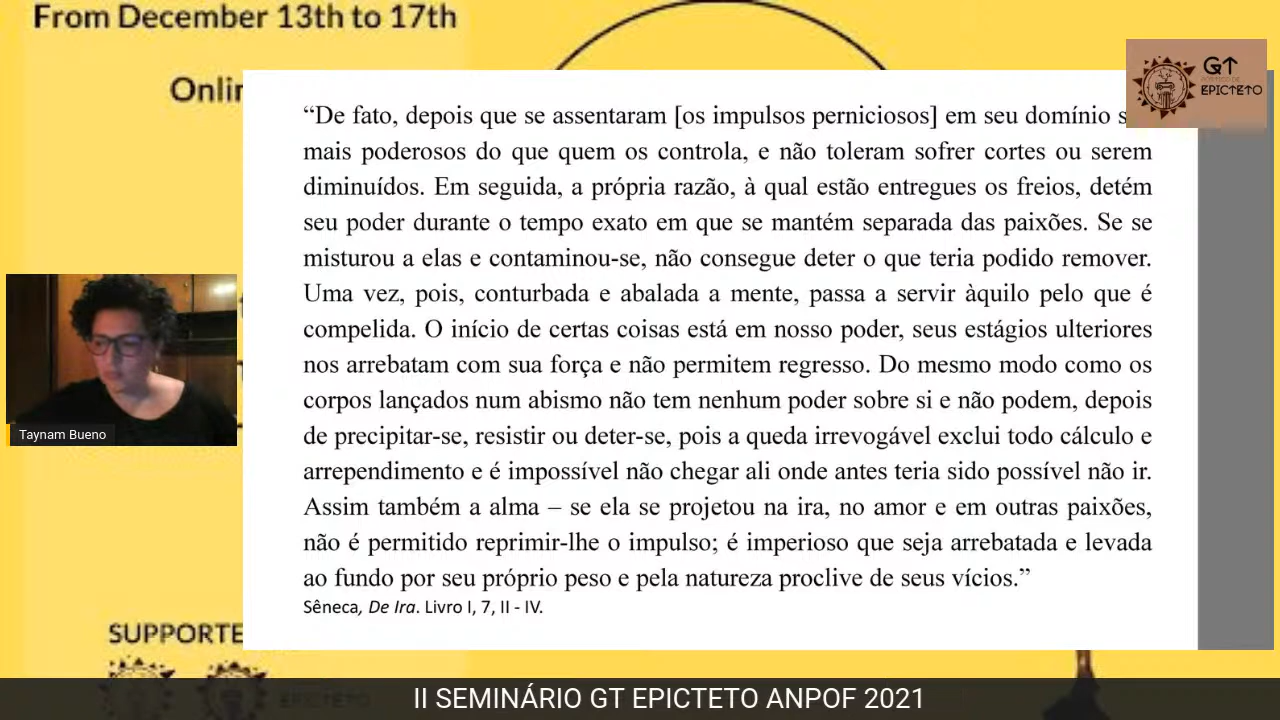 From December 13th to 17th
GT
EPICTETO
“De fato, depois que se assentaram [os impulsos perniciosos] em seu domínio
mais poderosos do que quem os controla, e não toleram sofrer cortes ou serem
diminuídos. Em seguida, a própria razão, à qual estão entregues os freios, detém
seu poder durante o tempo exato em que se mantém separada das paixões. Se se
misturou a elas e contaminou-se, não consegue deter o que teria podido remover.
Uma vez, pois, conturbada e abalada a mente, passa a servir àquilo pelo que é
compelida. O início de certas coisas está em nosso poder, seus estágios ulteriores
nos arrebatam com sua força e não permitem regresso. Do mesmo modo como os
corpos lançados num abismo não tem nenhum poder sobre si e não podem, depois
de precipitar-se, resistir ou deter-se, pois a queda irrevogável exclui todo cálculo e
arrependimento e é impossível não chegar ali onde antes teria sido possível não ir.
Assim também a alma – se ela se projetou na ira, no amor e em outras paixões,
não é permitido reprimir-lhe o impulso; é imperioso que seja arrebatada e levada
ao fundo por seu próprio peso e pela natureza proclive de seus vícios.”
Sêneca, De Ira. Livro I, 7, II - IV.
Taynam Bueno
II SEMINÁRIO GT EPICTETO ANPOF 2021